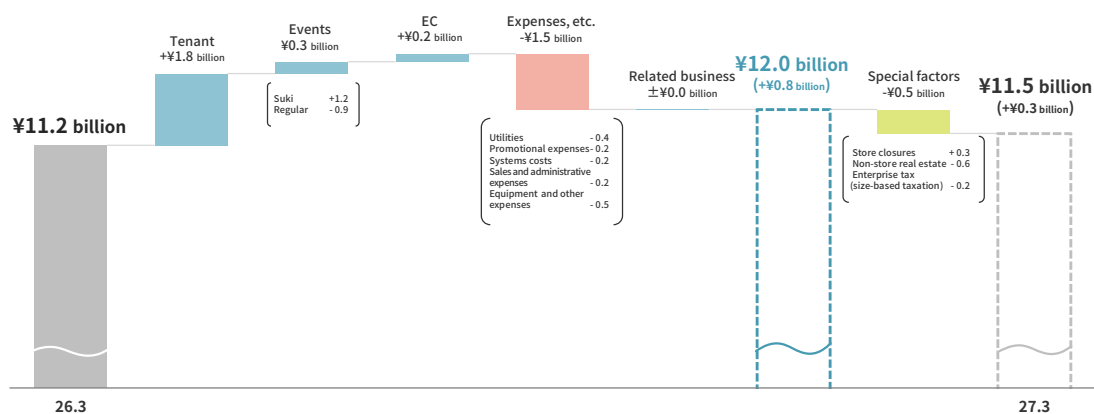 ¥11.2 billion
Tenant
+¥1.8 billion
Events
¥0.3 billion
Suki +1.2
Regular - 0.9
EC
+¥0.2 billion
Expenses, etc.
-¥1.5 billion
Utilities - 0.4
Promotional expenses- 0.2
Systems costs - 0.2
Sales and administrative
expenses - 0.2
Equipment and other
expenses - 0.5
Related business
±¥0.0 billion
¥12.0 billion
(+¥0.8 billion)
Special factors
-¥0.5 billion
Store closures + 0.3
Non-store real estate - 0.6
Enterprise tax
(size-based taxation) - 0.2
¥11.5 billion
(+¥0.3 billion)
26.3
27.3